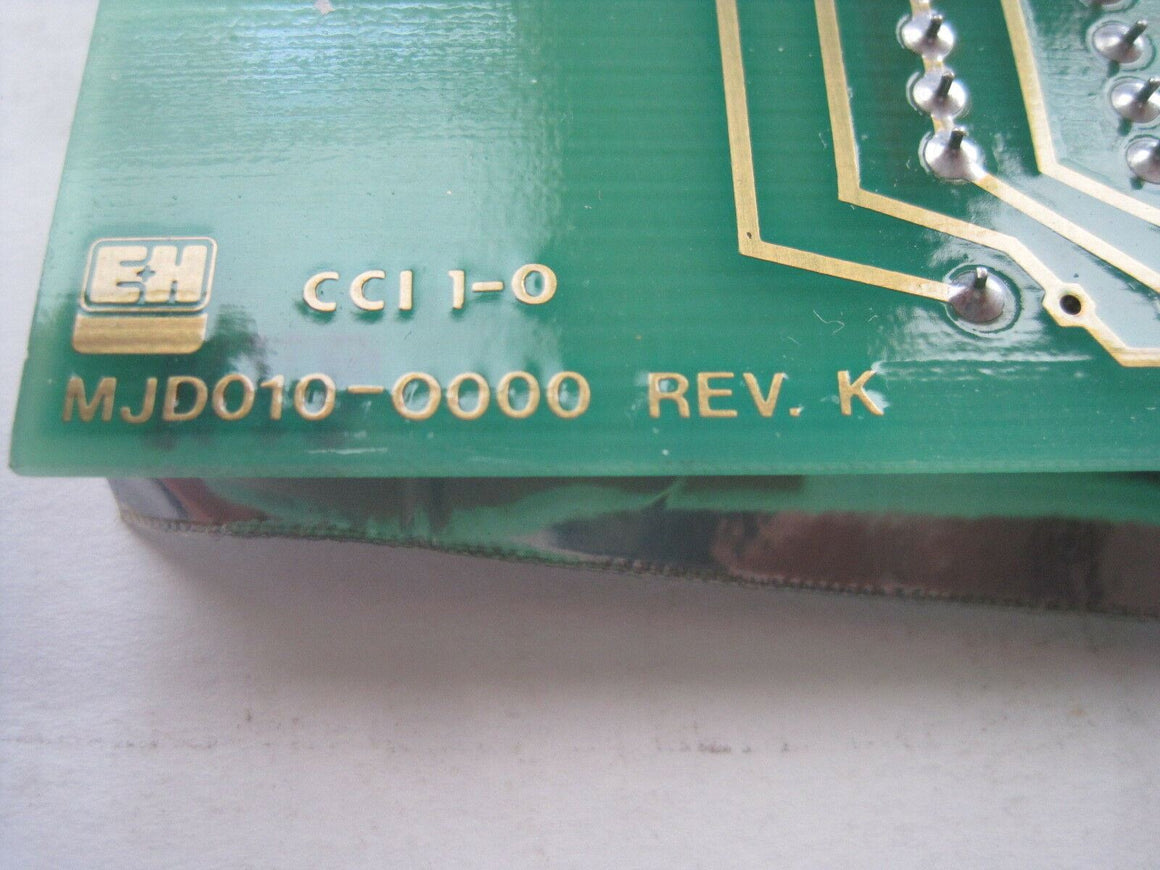 E+H
CCI 1-0
MJD010-0000 REV. K